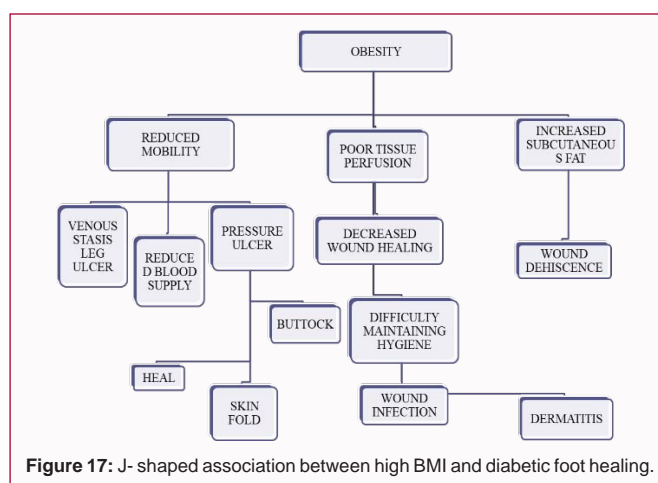 OBESITY
REDUCED
MOBILITY
POOR TISSUE
PERFUSION
INCREASED
SUBCUTANEOU
S FAT
VENOUS
STASIS
LEG
ULCER
REDUCE
D BLOOD
SUPPLY
PRESSURE
ULCER
DECREASED
WOUND HEALING
WOUND
DEHISCENCE
BUTTOCK
DIFFICULTY
MAINTAINING
HYGIENE
HEAL
SKIN
FOLD
WOUND
INFECTION
DERMATITIS
Figure 17: J- shaped association between high BMI and diabetic foot healing.